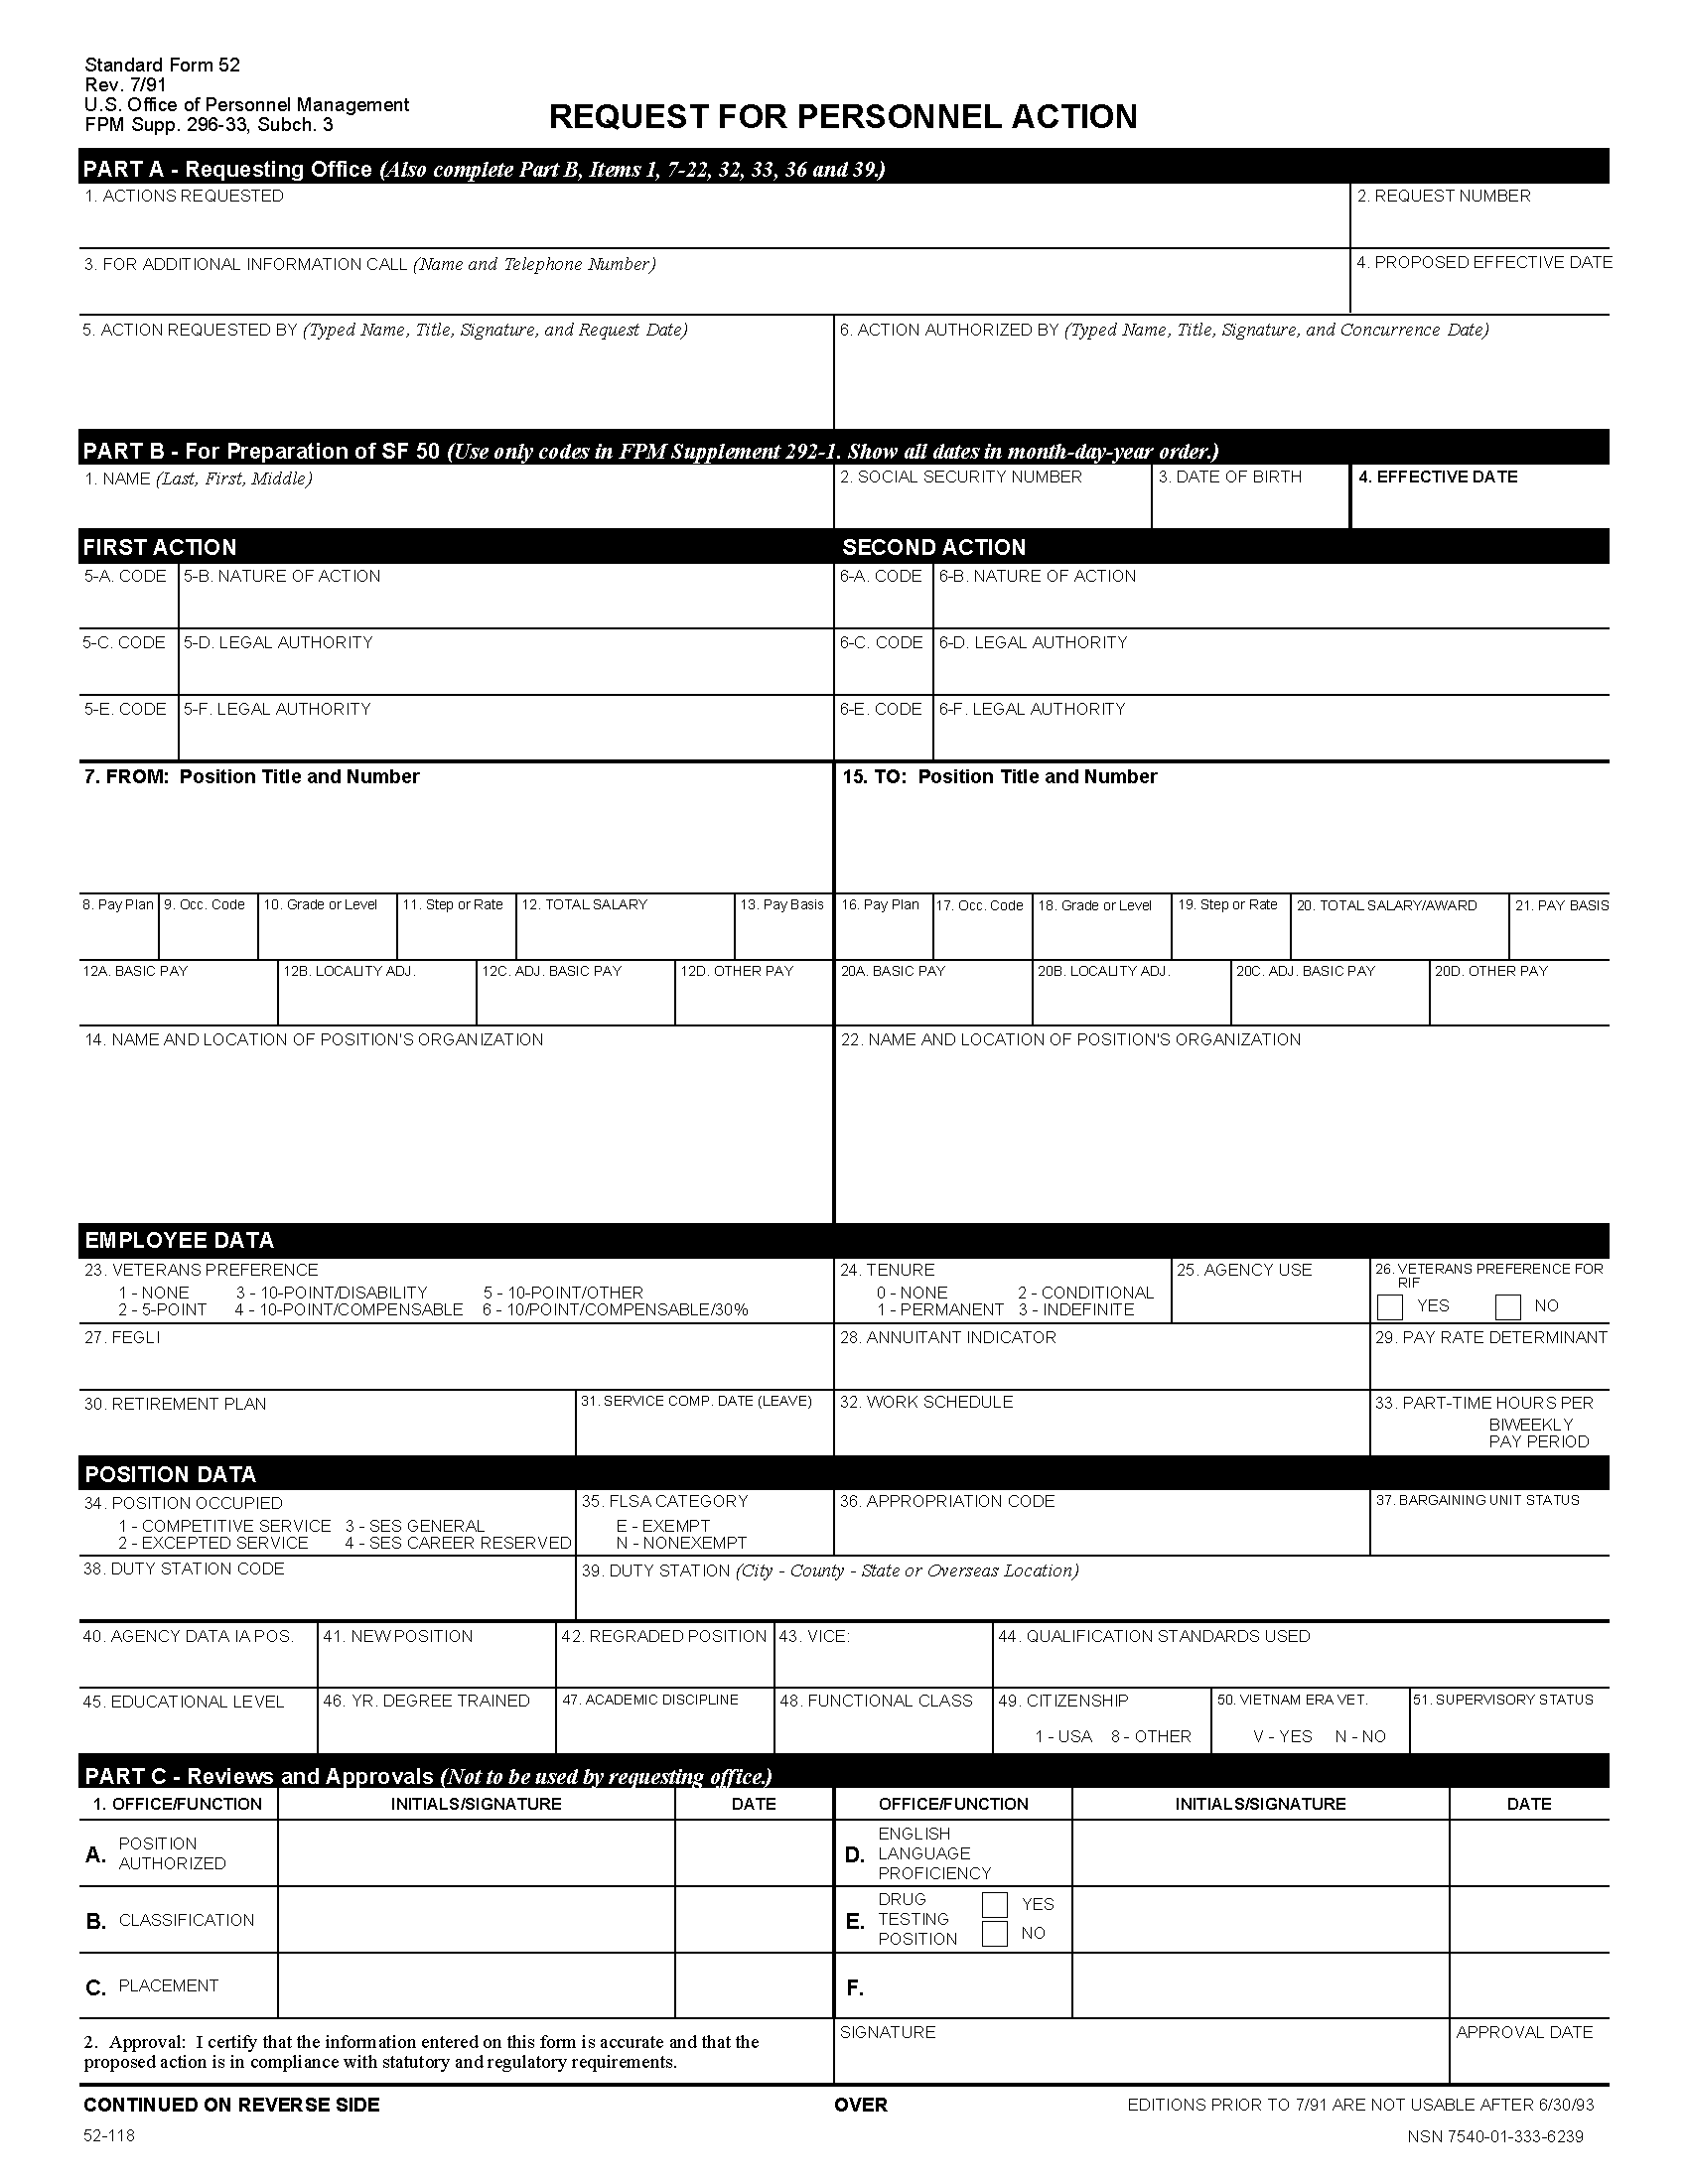 Standard Form 52
Rev. 7/91
U.S. Office of Personnel Management
FPM Supp. 296-33, Subch. 3
REQUEST FOR PERSONNEL ACTION
PART A - Requesting Office (Also complete Part B, Items 1, 7-22, 32, 33, 36 and 39.)
1. ACTIONS REQUESTED
2. REQUEST NUMBER
3. FOR ADDITIONAL INFORMATION CALL (Name and Telephone Number)
4. PROPOSED EFFECTIVE DATE
5. ACTION REQUESTED BY (Typed Name, Title, Signature, and Request Date)
6. ACTION AUTHORIZED BY (Typed Name, Title, Signature, and Concurrence Date)
PART B - For Preparation of SF 50 (Use only codes in FPM Supplement 292-1. Show all dates in month-day-year order.)
1. NAME (Last, First, Middle)
2. SOCIAL SECURITY NUMBER
3. DATE OF BIRTH
4. EFFECTIVE DATE
FIRST ACTION
SECOND ACTION
5-A. CODE
5-B. NATURE OF ACTION
6-A. CODE
6-B. NATURE OF ACTION
5-C. CODE
5-D. LEGAL AUTHORITY
6-C. CODE
6-D. LEGAL AUTHORITY
5-E. CODE
5-F. LEGAL AUTHORITY
6-E. CODE
6-F. LEGAL AUTHORITY
7. FROM: Position Title and Number
15. TO: Position Title and Number
8. Pay Plan
9. Occ. Code
10. Grade or Level
11. Step or Rate
12. TOTAL SALARY
13. Pay Basis
16. Pay Plan
17. Occ. Code
18. Grade or Level
19. Step or Rate
20. TOTAL SALARY/AWARD
21. PAY BASIS
12A. BASIC PAY
12B. LOCALITY ADJ.
12C. ADJ. BASIC PAY
12D. OTHER PAY
20A. BASIC PAY
20B. LOCALITY ADJ.
20C. ADJ. BASIC PAY
20D. OTHER PAY
14. NAME AND LOCATION OF POSITION'S ORGANIZATION
22. NAME AND LOCATION OF POSITION'S ORGANIZATION
EMPLOYEE DATA
23. VETERANS PREFERENCE
1 - NONE 3 - 10-POINT/DISABILITY 5 - 10-POINT/OTHER
2 - 5-POINT 4 - 10-POINT/COMPENSABLE 6 - 10/POINT/COMPENSABLE/30%
24. TENURE
0 - NONE 2 - CONDITIONAL
1 - PERMANENT 3 - INDEFINITE
25. AGENCY USE
26. VETERANS PREFERENCE FOR
RIF
YES NO
27. FEGLI
28. ANNUITANT INDICATOR
29. PAY RATE DETERMINANT
30. RETIREMENT PLAN
31. SERVICE COMP. DATE (LEAVE)
32. WORK SCHEDULE
33. PART-TIME HOURS PER
BIWEEKLY
PAY PERIOD
POSITION DATA
34. POSITION OCCUPIED
1 - COMPETITIVE SERVICE 3 - SES GENERAL
2 - EXCEPTED SERVICE 4 - SES CAREER RESERVED
35. FLSA CATEGORY
E - EXEMPT
N - NONEXEMPT
36. APPROPRIATION CODE
37. BARGAINING UNIT STATUS
38. DUTY STATION CODE
39. DUTY STATION (City - County - State or Overseas Location)
40. AGENCY DATA IA POS.
41. NEW POSITION
42. REGRADED POSITION
43. VICE:
44. QUALIFICATION STANDARDS USED
45. EDUCATIONAL LEVEL
46. YR. DEGREE TRAINED
47. ACADEMIC DISCIPLINE
48. FUNCTIONAL CLASS
49. CITIZENSHIP
1 - USA 8 - OTHER
50. VIETNAM ERA VET.
V - YES N - NO
51. SUPERVISORY STATUS
PART C - Reviews and Approvals (Not to be used by requesting office.)
1. OFFICE/FUNCTION
INITIALS/SIGNATURE
DATE
OFFICE/FUNCTION
INITIALS/SIGNATURE
DATE
A. POSITION
AUTHORIZED
D. ENGLISH
LANGUAGE
PROFICIENCY
B. CLASSIFICATION
E. DRUG
TESTING
POSITION
YES
NO
C. PLACEMENT
F.
2. Approval: I certify that the information entered on this form is accurate and that the
proposed action is in compliance with statutory and regulatory requirements.
SIGNATURE
APPROVAL DATE
CONTINUED ON REVERSE SIDE
OVER
EDITIONS PRIOR TO 7/91 ARE NOT USABLE AFTER 6/30/93
52-118
NSN 7540-01-333-6239